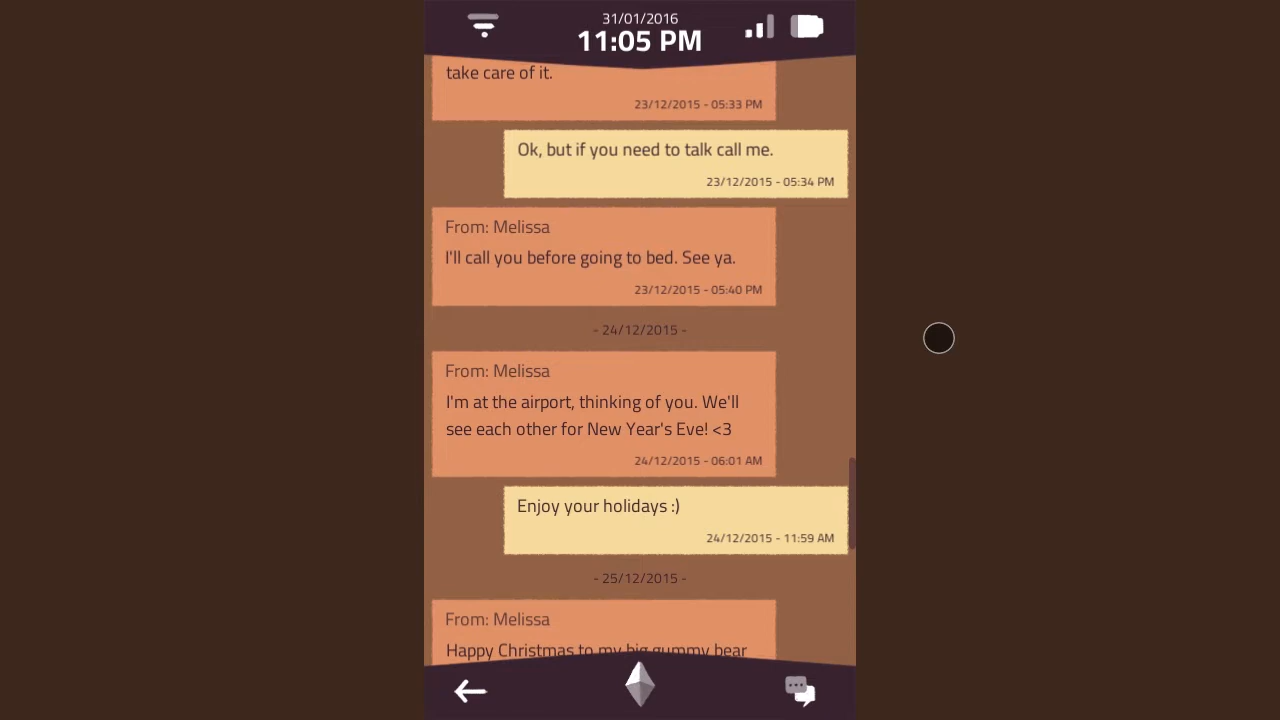 31/01/2016
11:05 PM
take care of it.
23/12/2015 - 05:33 PM
Ok, but if you need to talk call me.
23/12/2015 - 05:34 PM
From: Melissa
I'll call you before going to bed. See ya.
23/12/2015 - 05:40 PM
- 24/12/2015 -
From: Melissa
I'm at the airport, thinking of you. We'll
see each other for New Year's Eve! <3
24/12/2015 - 06:01 AM
Enjoy your holidays :)
24/12/2015 - 11:59 AM
- 25/12/2015 -
From: Melissa
Happy Christmas to my big gummy bear